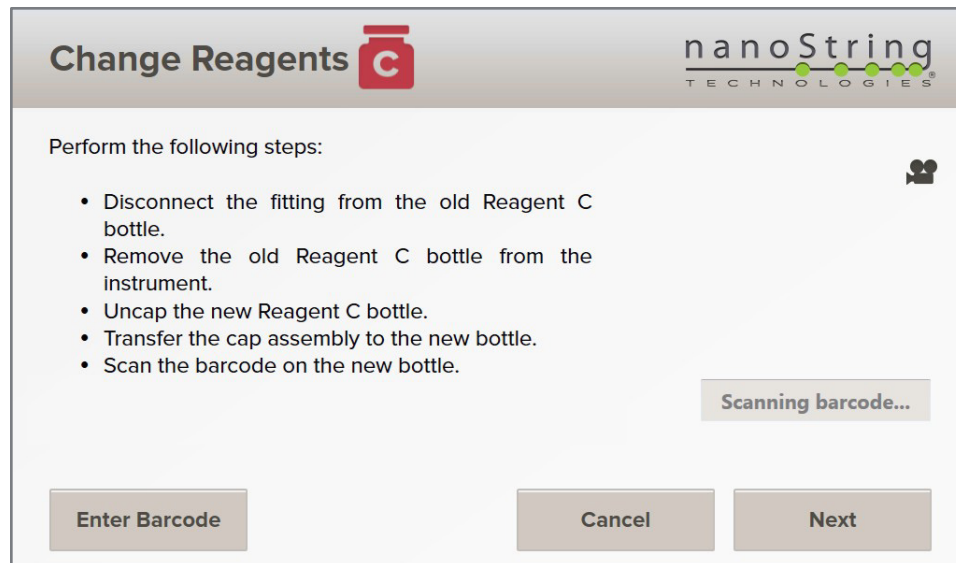 Change Reagents C
nanoString
TECHNOLOGIES®
Perform the following steps:
• Disconnect the fitting from the old Reagent C
bottle.
• Remove the old Reagent C bottle from the
instrument.
• Uncap the new Reagent C bottle.
• Transfer the cap assembly to the new bottle.
• Scan the barcode on the new bottle.
Scanning barcode...
Enter Barcode
Cancel
Next